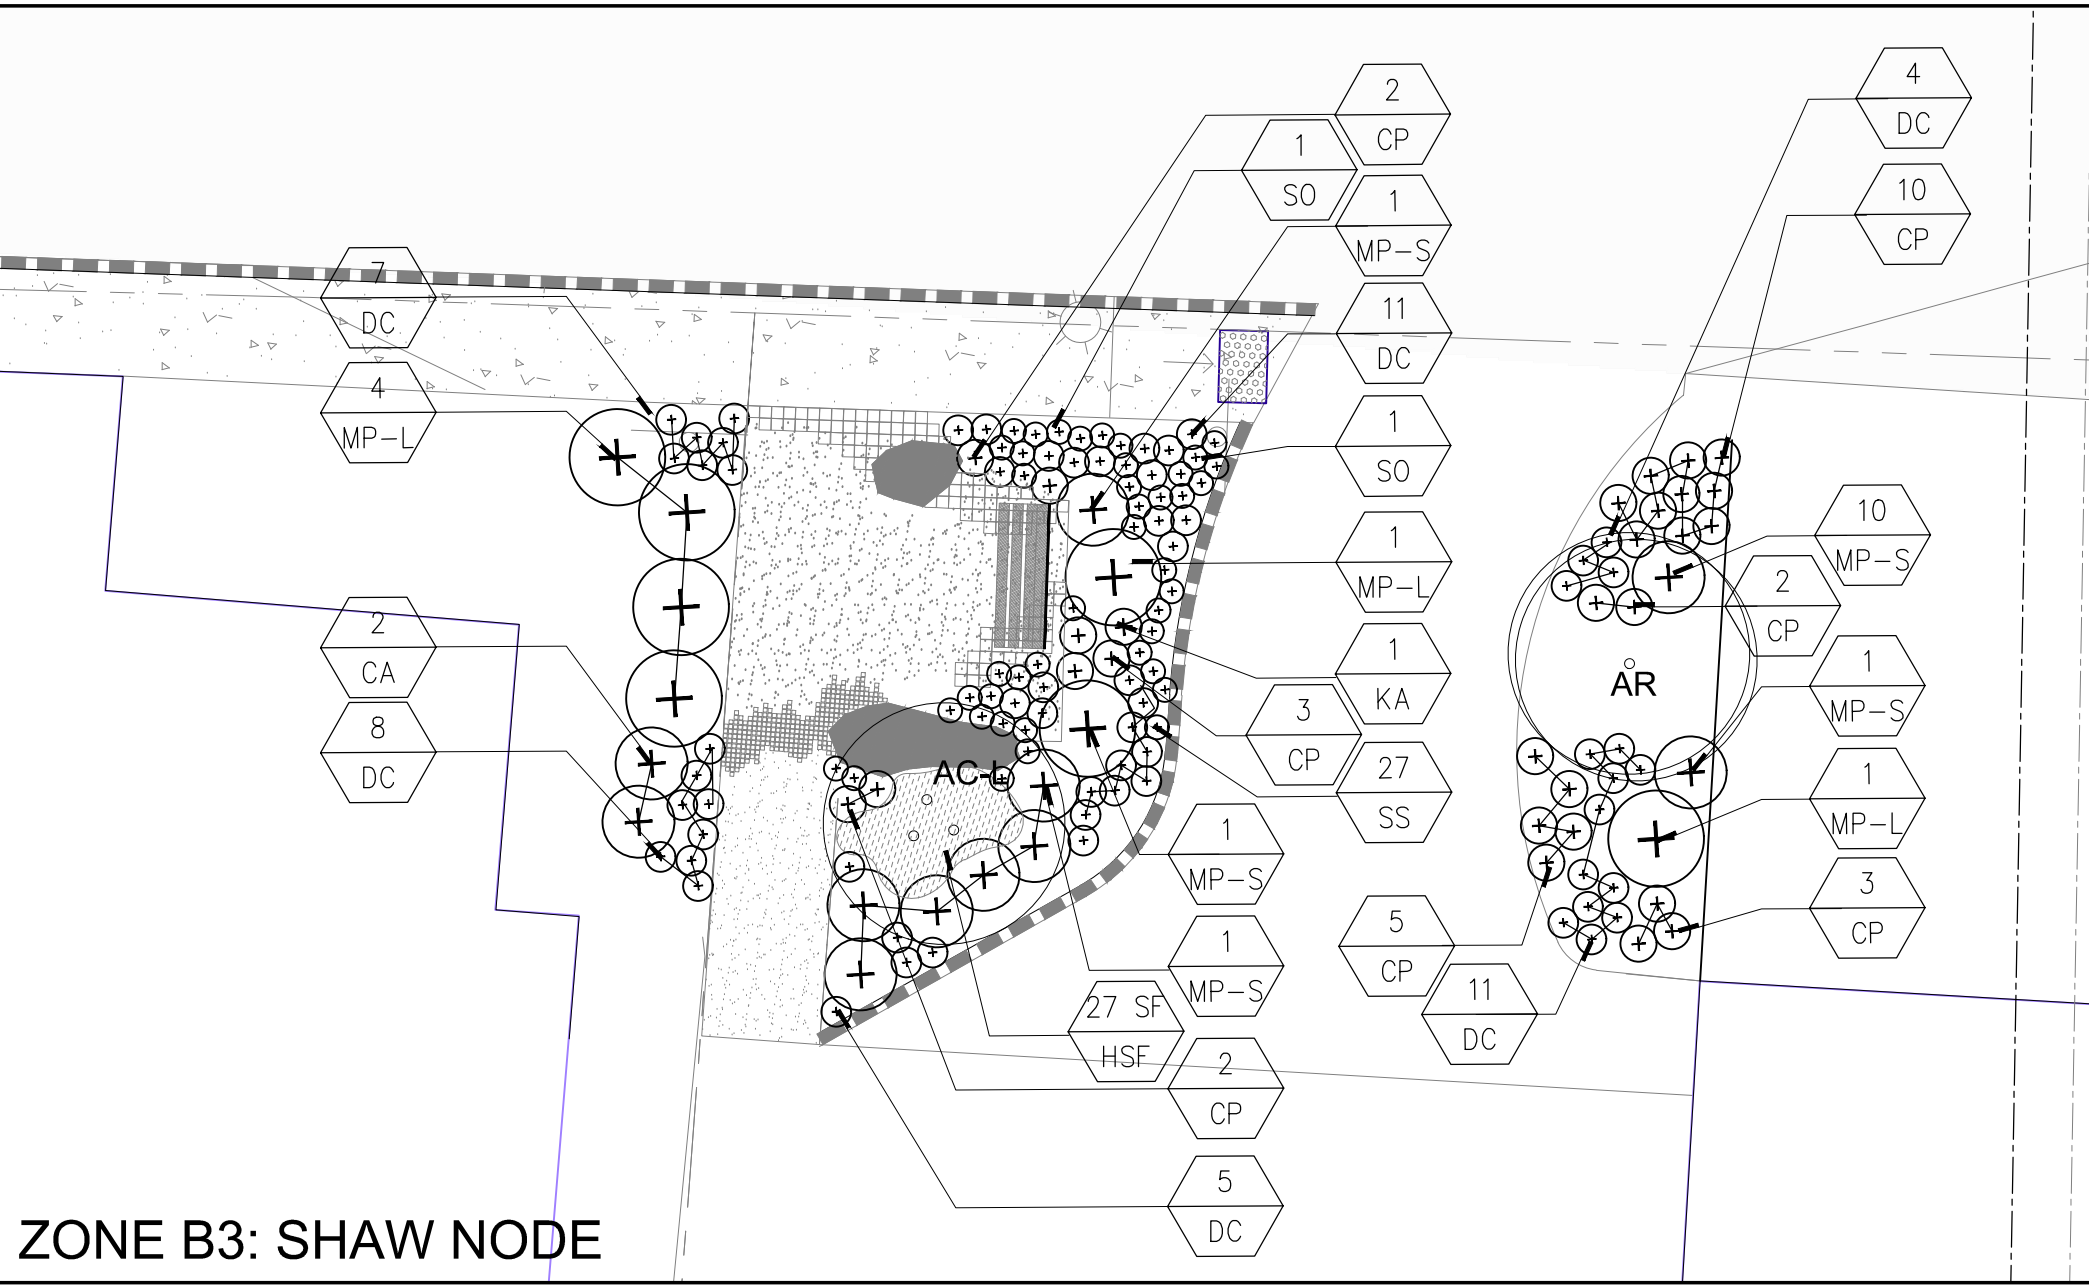 7
DC
4
MP-L
2
CA
8
DC
2
CP
1
SO
1
MP-S
11
DC
1
SO
1
MP-L
1
KA
3
CP
27
SS
1
MP-S
1
MP-S
27 SF
HSF
2
CP
5
DC
AC-L
4
DC
10
CP
10
MP-S
2
CP
AR
1
MP-S
1
MP-L
3
CP
5
CP
11
DC
ZONE B3: SHAW NODE